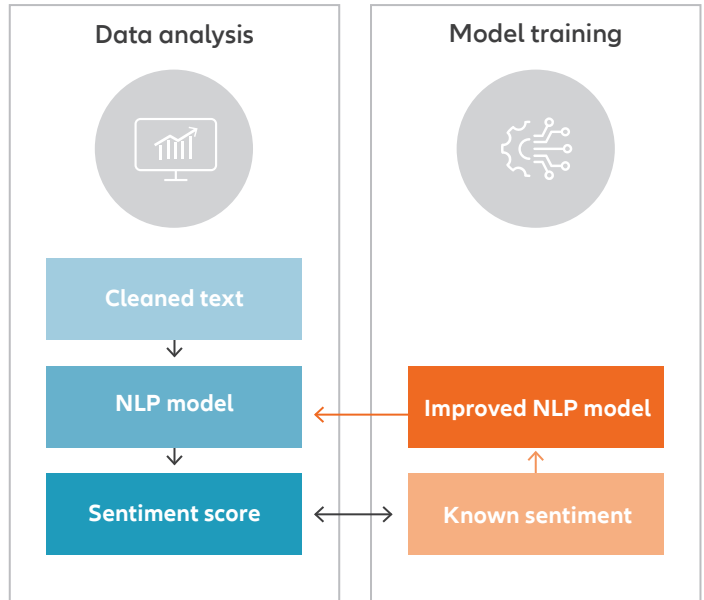 Data analysis
Model training
Cleaned text
NLP model
Improved NLP model
Sentiment score
Known sentiment